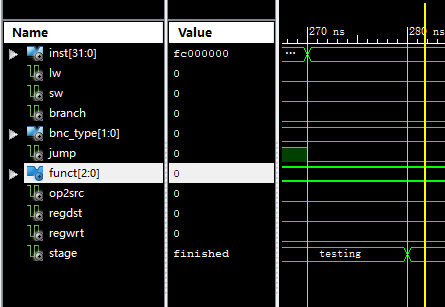 Name Value 270 ns 280 ns
inst[31:0] fc000000 ...
lw 0
sw 0
branch 0
bnc_type[1:0] 0
jump 0
funct[2:0] 0
op2src 0
regdst 0
regwrt 0
stage finished testing